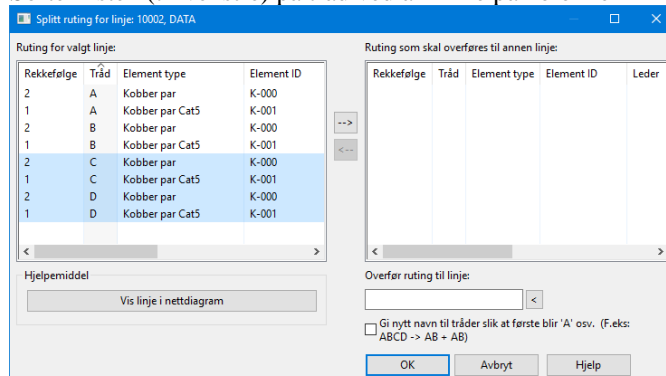 Splitt ruting for linje: 10002, DATA
Ruting for valgt linje:
Rekkefølge Tråd Element type Element ID
2 A Kobber par K-000
1 A Kobber par Cat5 K-001
2 B Kobber par K-000
1 B Kobber par Cat5 K-001
2 C Kobber par K-000
1 C Kobber par Cat5 K-001
2 D Kobber par K-000
1 D Kobber par Cat5 K-001
Hjelpemiddel
Vis linje i nettdiagram
-->
<--
Ruting som skal overføres til annen linje:
Rekkefølge Tråd Element type Element ID Leder
Overfør ruting til linje:
<
Gi nytt navn til tråder slik at første blir 'A' osv. (F.eks:
ABCD -> AB + AB)
OK Avbryt Hjelp